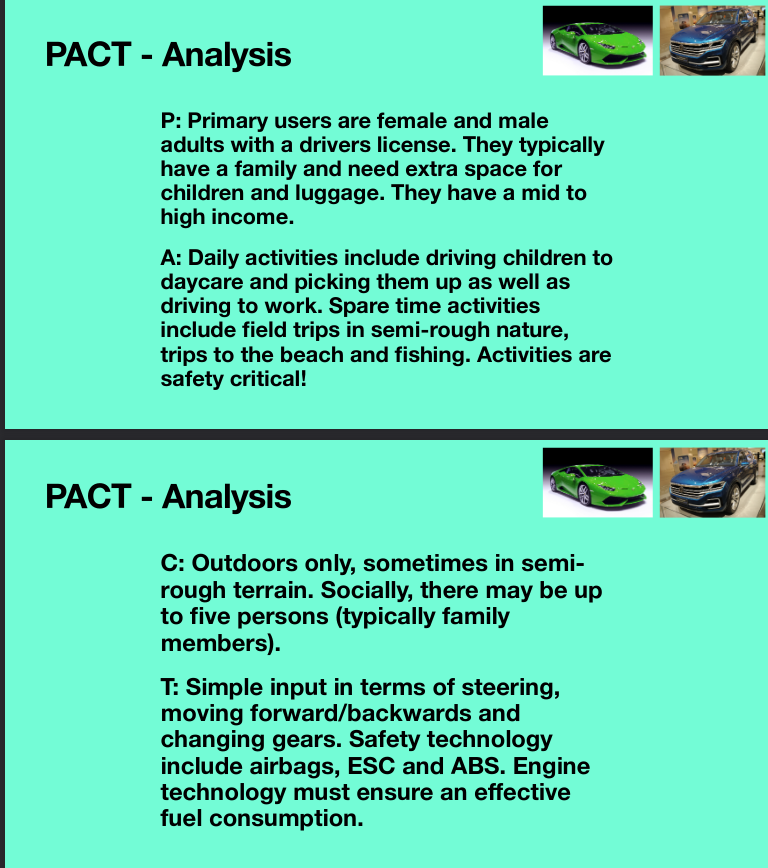 PACT - Analysis
P: Primary users are female and male
adults with a drivers license. They typically
have a family and need extra space for
children and luggage. They have a mid to
high income.
A: Daily activities include driving children to
daycare and picking them up as well as
driving to work. Spare time activities
include field trips in semi-rough nature,
trips to the beach and fishing. Activities are
safety critical!
PACT - Analysis
C: Outdoors only, sometimes in semi-
rough terrain. Socially, there may be up
to five persons (typically family
members).
T: Simple input in terms of steering,
moving forward/backwards and
changing gears. Safety technology
include airbags, ESC and ABS. Engine
technology must ensure an effective
fuel consumption.